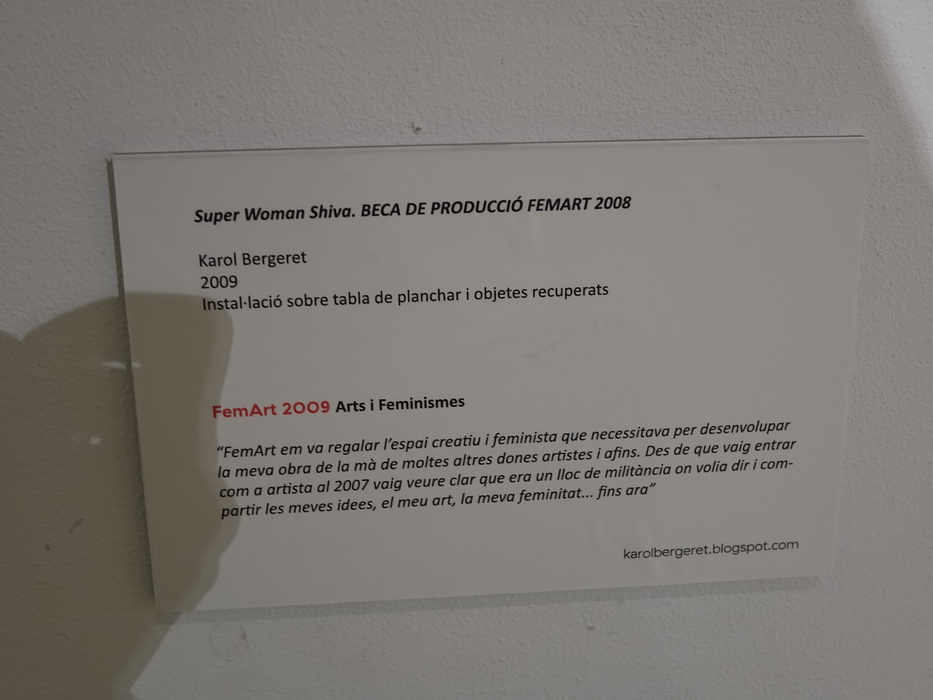 Super Woman Shiva. BECA DE PRODUCCIÓ FEMART 2008
Karol Bergeret
2009
Instal·lació sobre tabla de planchar i objetes recuperats
FemArt 2009 Arts i Feminismes
“FemArt em va regalar l’espai creatiu i feminista que necessitava per desenvolupar
la meva obra de la mà de moltes altres dones artistes i afins. Des de que vaig entrar
com a artista al 2007 vaig veure clar que era un lloc de militància on volia dir i com-
partir les meves idees, el meu art, la meva feminitat... fins ara”
karolbergeret.blogspot.com